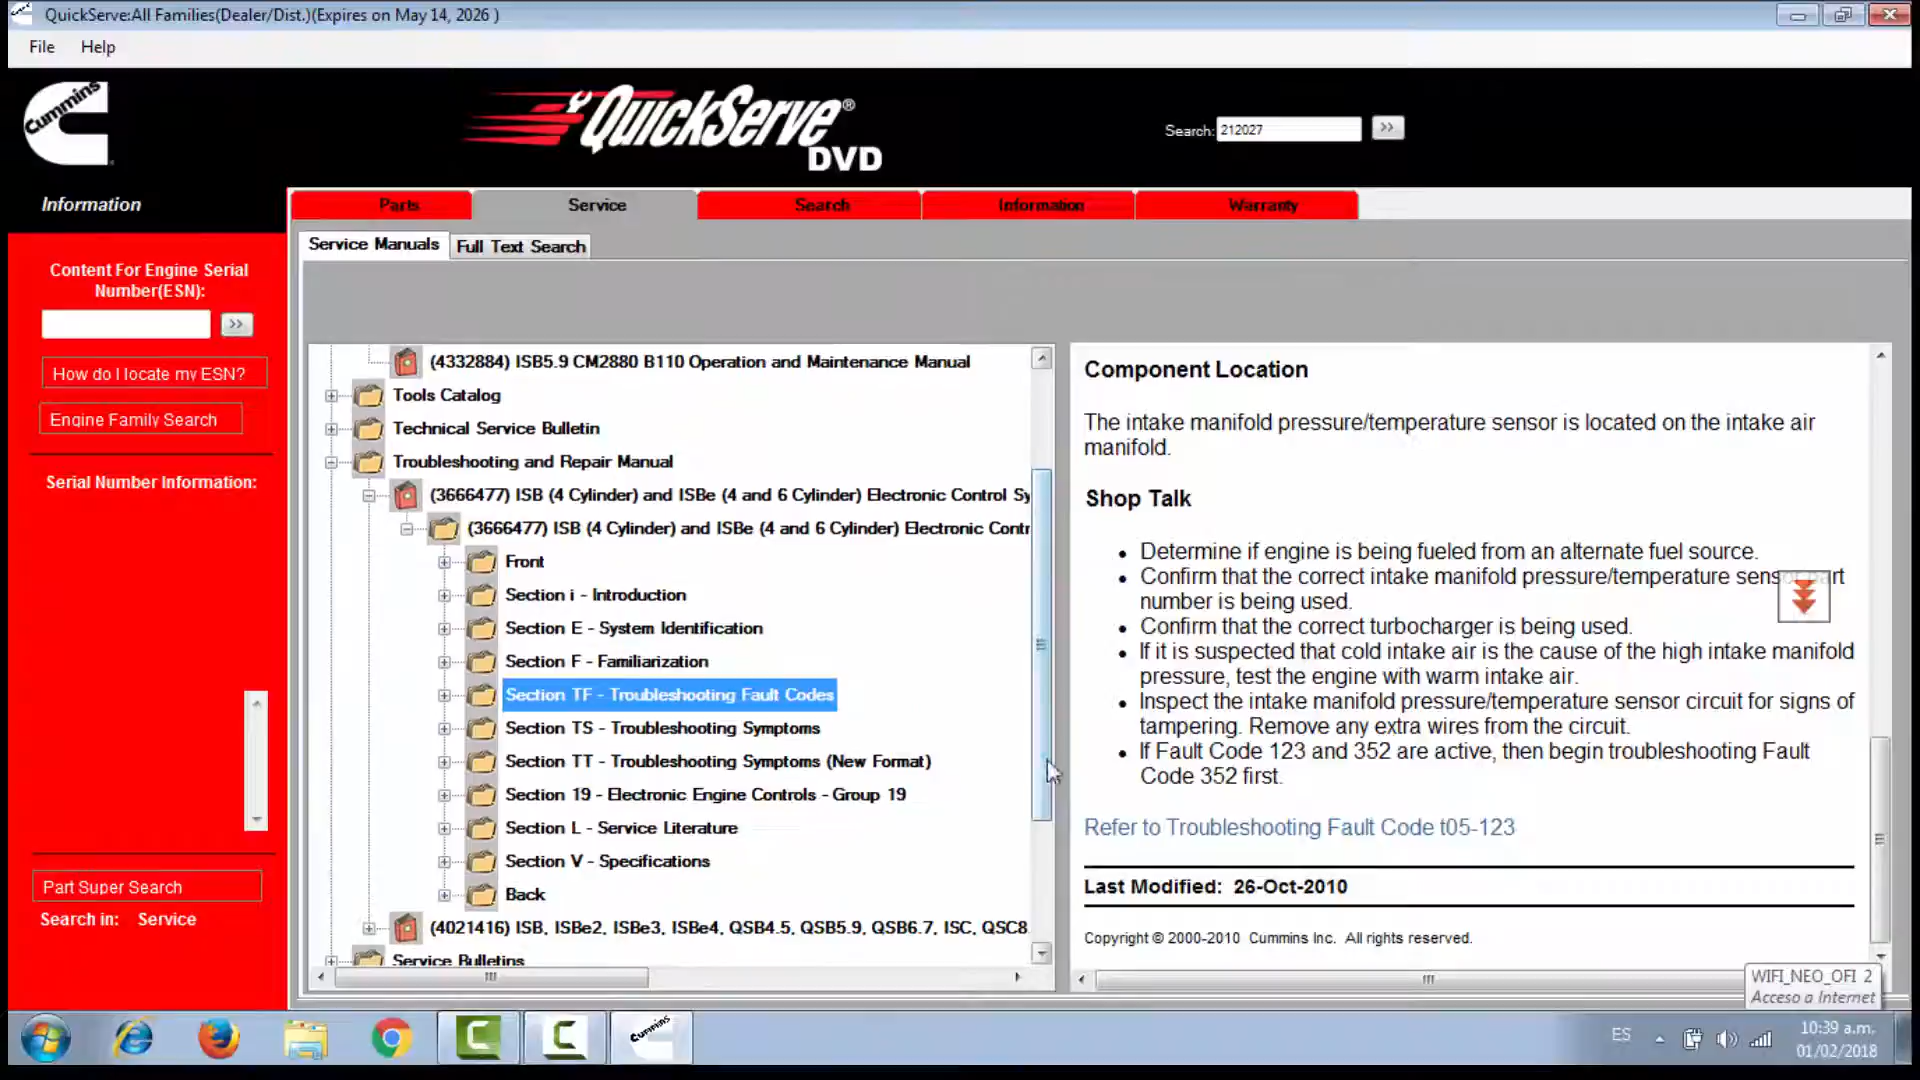 QuickServe:All Families(Dealer/Dist.)(Expires on May 14, 2026 )
File Help
Cummins
QuickServe®
DVD
Search: 212027 >>
Information
Parts Service Search Information Warranty
Service Manuals Full Text Search
Content For Engine Serial
Number(ESN):
>>
How do I locate my ESN?
Engine Family Search
Serial Number Information:
Part Super Search
Search in: Service
(4332884) ISB5.9 CM2880 B110 Operation and Maintenance Manual
Tools Catalog
Technical Service Bulletin
Troubleshooting and Repair Manual
(3666477) ISB (4 Cylinder) and ISBe (4 and 6 Cylinder) Electronic Control Sy
(3666477) ISB (4 Cylinder) and ISBe (4 and 6 Cylinder) Electronic Contr
Front
Section i - Introduction
Section E - System Identification
Section F - Familiarization
Section TF - Troubleshooting Fault Codes
Section TS - Troubleshooting Symptoms
Section TT - Troubleshooting Symptoms (New Format)
Section 19 - Electronic Engine Controls - Group 19
Section L - Service Literature
Section V - Specifications
Back
(4021416) ISB, ISBe2, ISBe3, ISBe4, QSB4.5, QSB5.9, QSB6.7, ISC, QSC8.
Service Bulletins
Component Location
The intake manifold pressure/temperature sensor is located on the intake air
manifold.
Shop Talk
• Determine if engine is being fueled from an alternate fuel source.
• Confirm that the correct intake manifold pressure/temperature sensor part
number is being used.
• Confirm that the correct turbocharger is being used.
• If it is suspected that cold intake air is the cause of the high intake manifold
pressure, test the engine with warm intake air.
• Inspect the intake manifold pressure/temperature sensor circuit for signs of
tampering. Remove any extra wires from the circuit.
• If Fault Code 123 and 352 are active, then begin troubleshooting Fault
Code 352 first.
Refer to Troubleshooting Fault Code t05-123
Last Modified: 26-Oct-2010
Copyright © 2000-2010 Cummins Inc. All rights reserved.
WIFI_NEO_OFI 2
Acceso a Internet
Cummins
ES
10:39 a.m.
01/02/2018